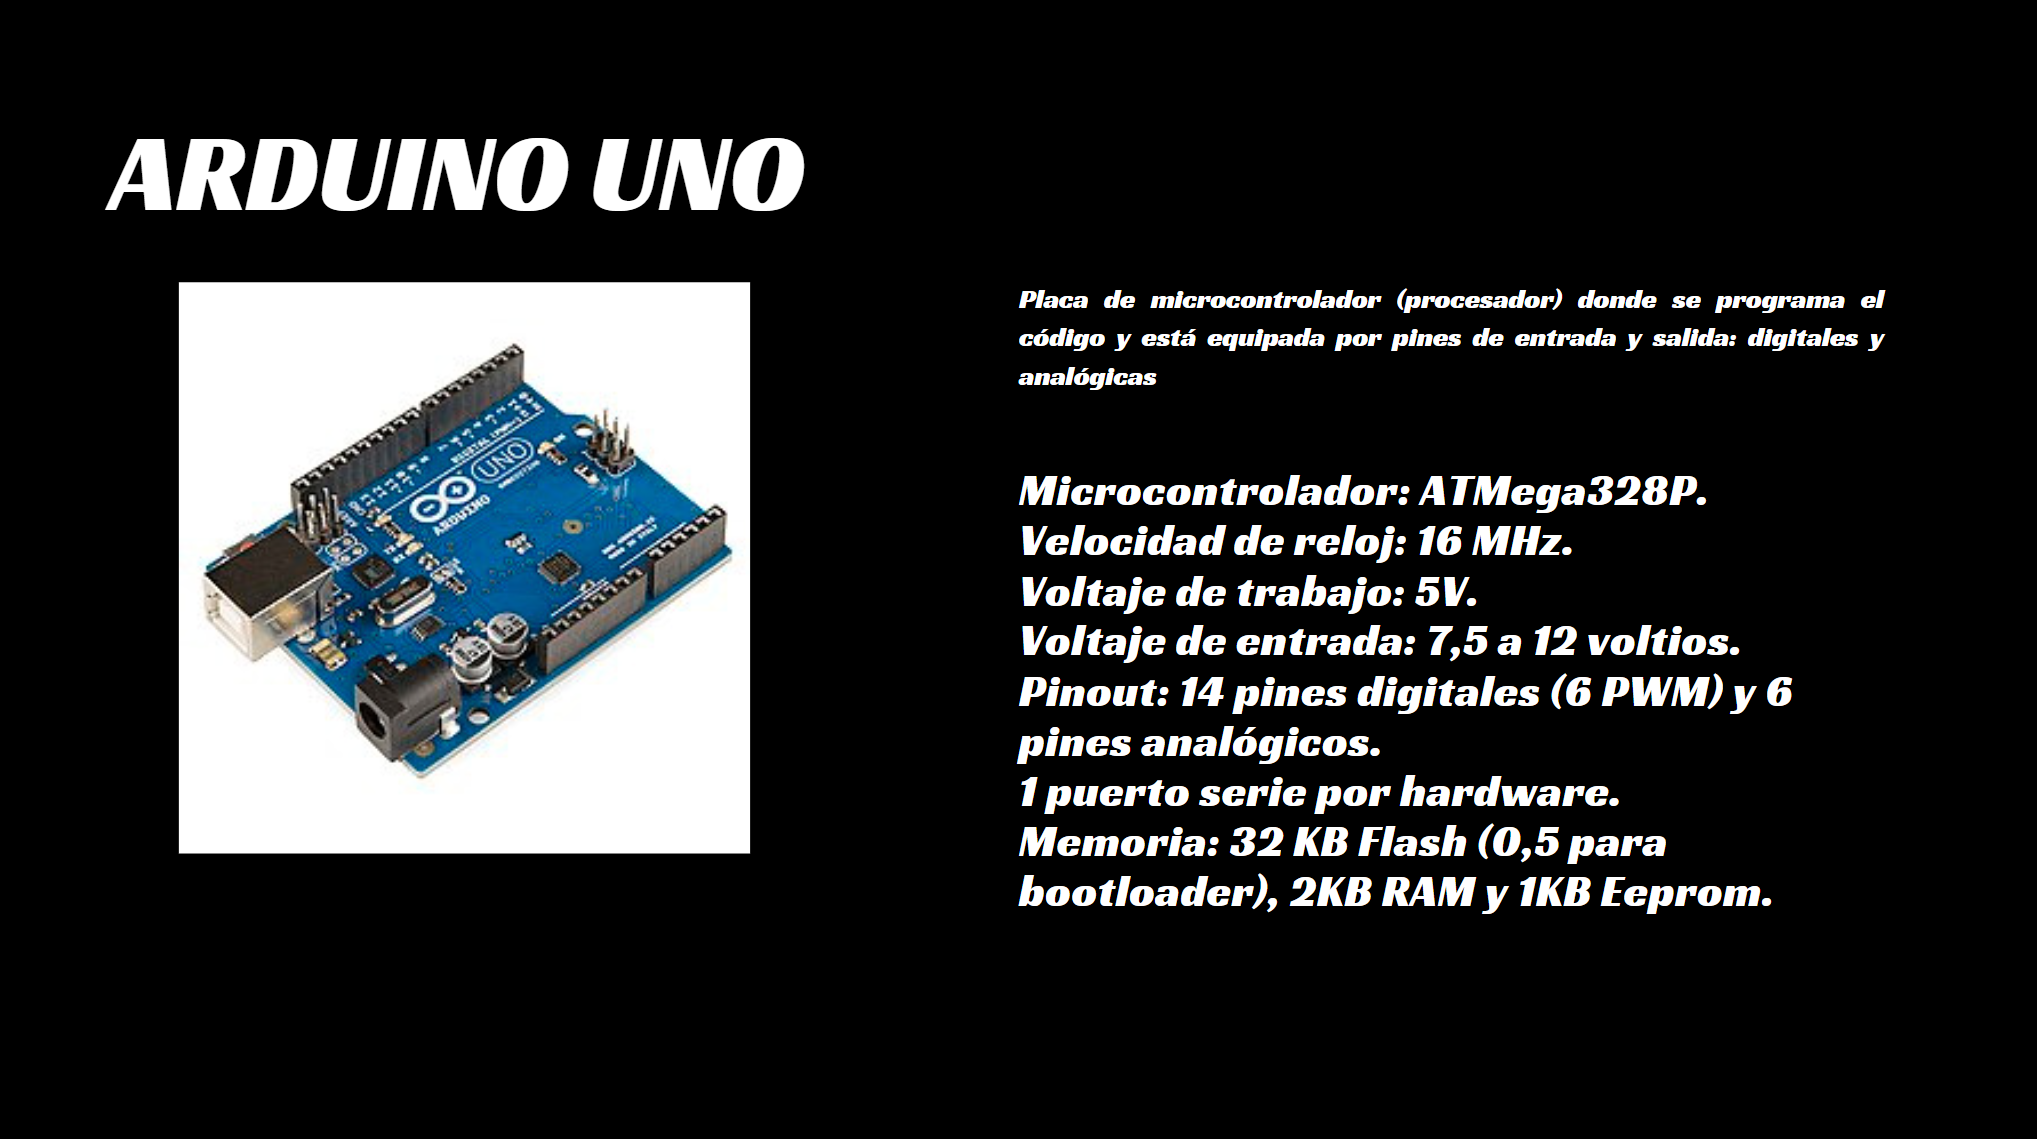 ARDUINO UNO
Placa de microcontrolador (procesador) donde se programa el
código y está equipada por pines de entrada y salida: digitales y
analógicas
Microcontrolador: ATMega328P.
Velocidad de reloj: 16 MHz.
Voltaje de trabajo: 5V.
Voltaje de entrada: 7,5 a 12 voltios.
Pinout: 14 pines digitales (6 PWM) y 6
pines analógicos.
1 puerto serie por hardware.
Memoria: 32 KB Flash (0,5 para
bootloader), 2KB RAM y 1KB Eeprom.
UNO
ARDUINO